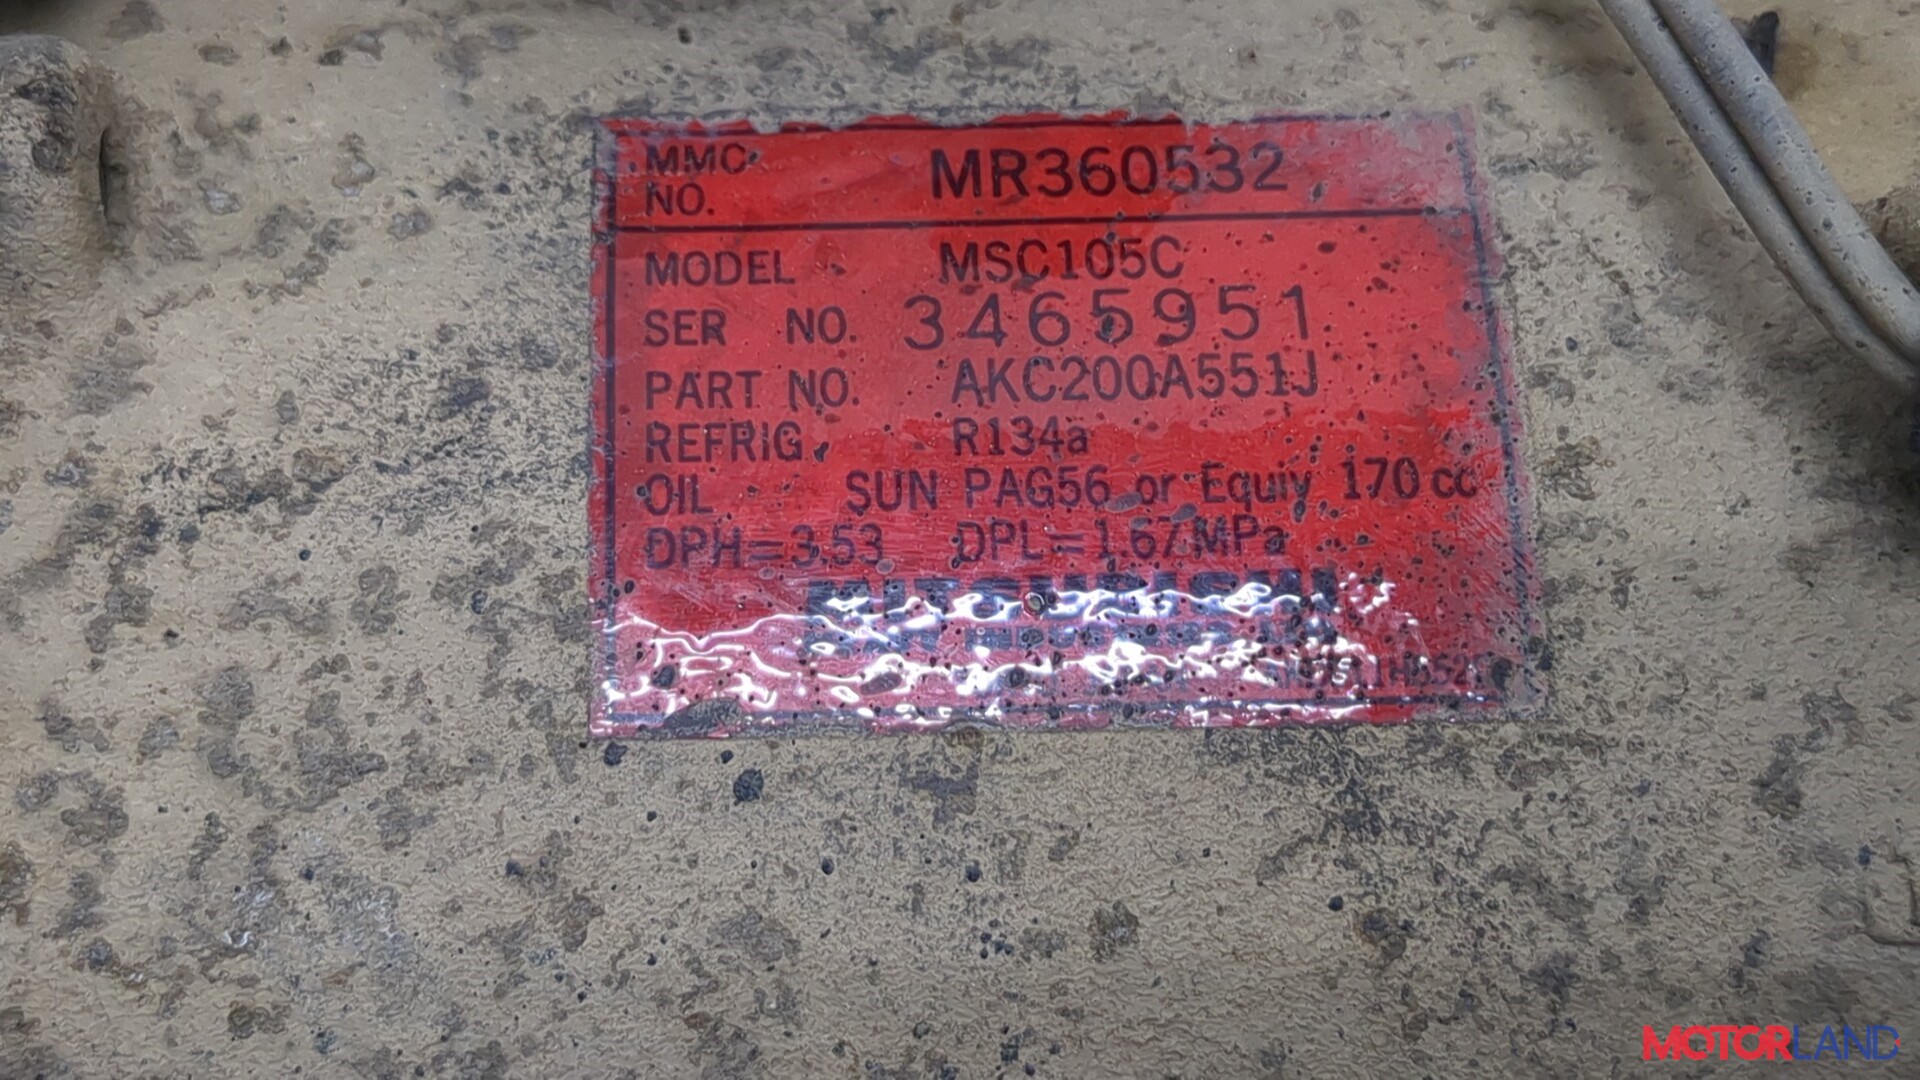 MMC
NO. MR360532
MODEL MSC105C
SER NO. 3465951
PART NO. AKC200A551J
REFRIG. R134a
OIL SUN PAG56 or Equiv. 170 cc
DPH=3.53 DPL=1.67MPa
MITSUBISHI
MOTORLAND